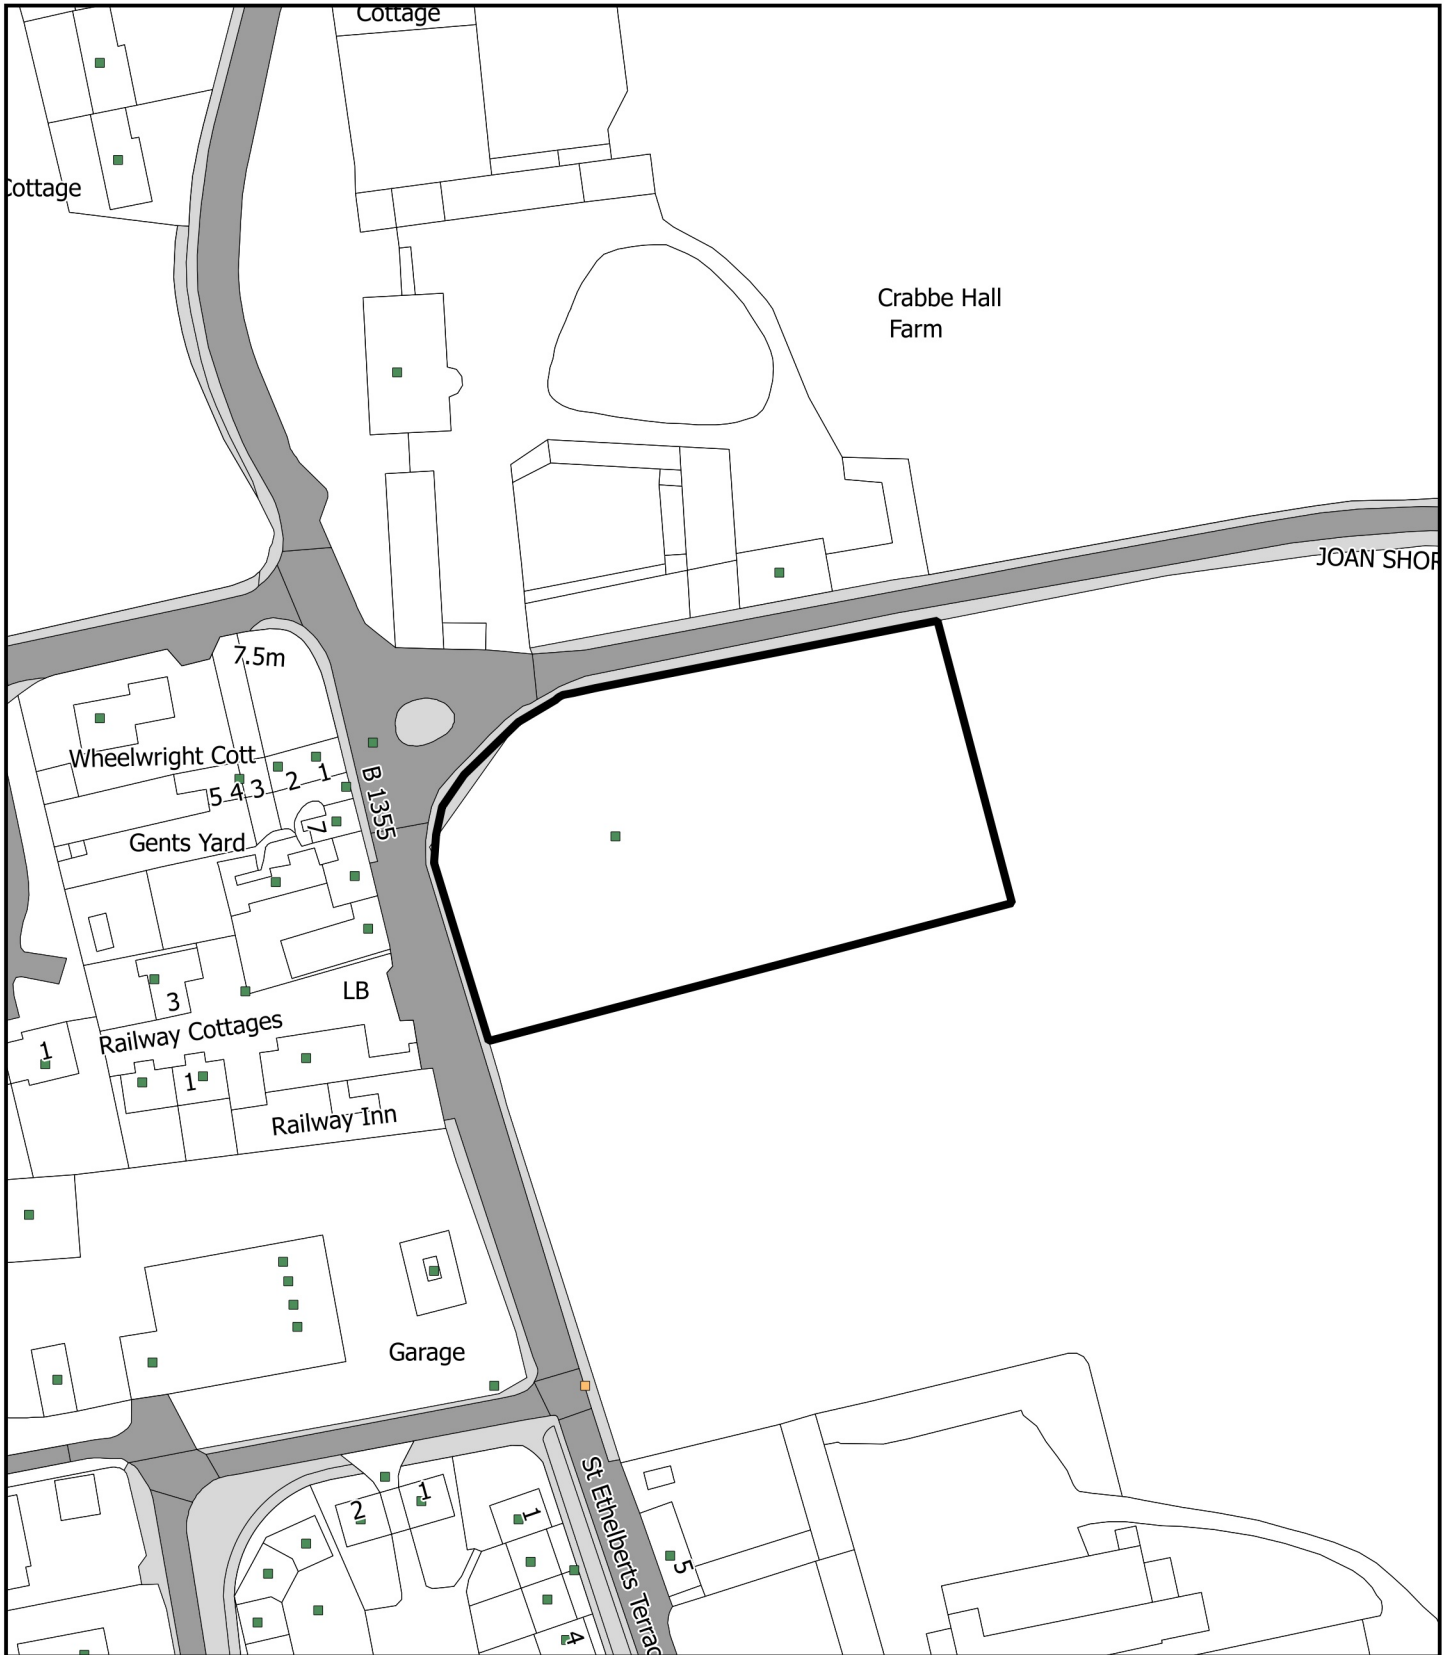 Cottage
Cottage
Crabbe Hall
Farm
JOAN SHOR
7.5m
Wheelwright Cott
5 4 3 2 1
B 1355
7
Gents Yard
LB
3
Railway Cottages
1
1
Railway Inn
Garage
2
1
1
St Ethelberts Terrac
5
4